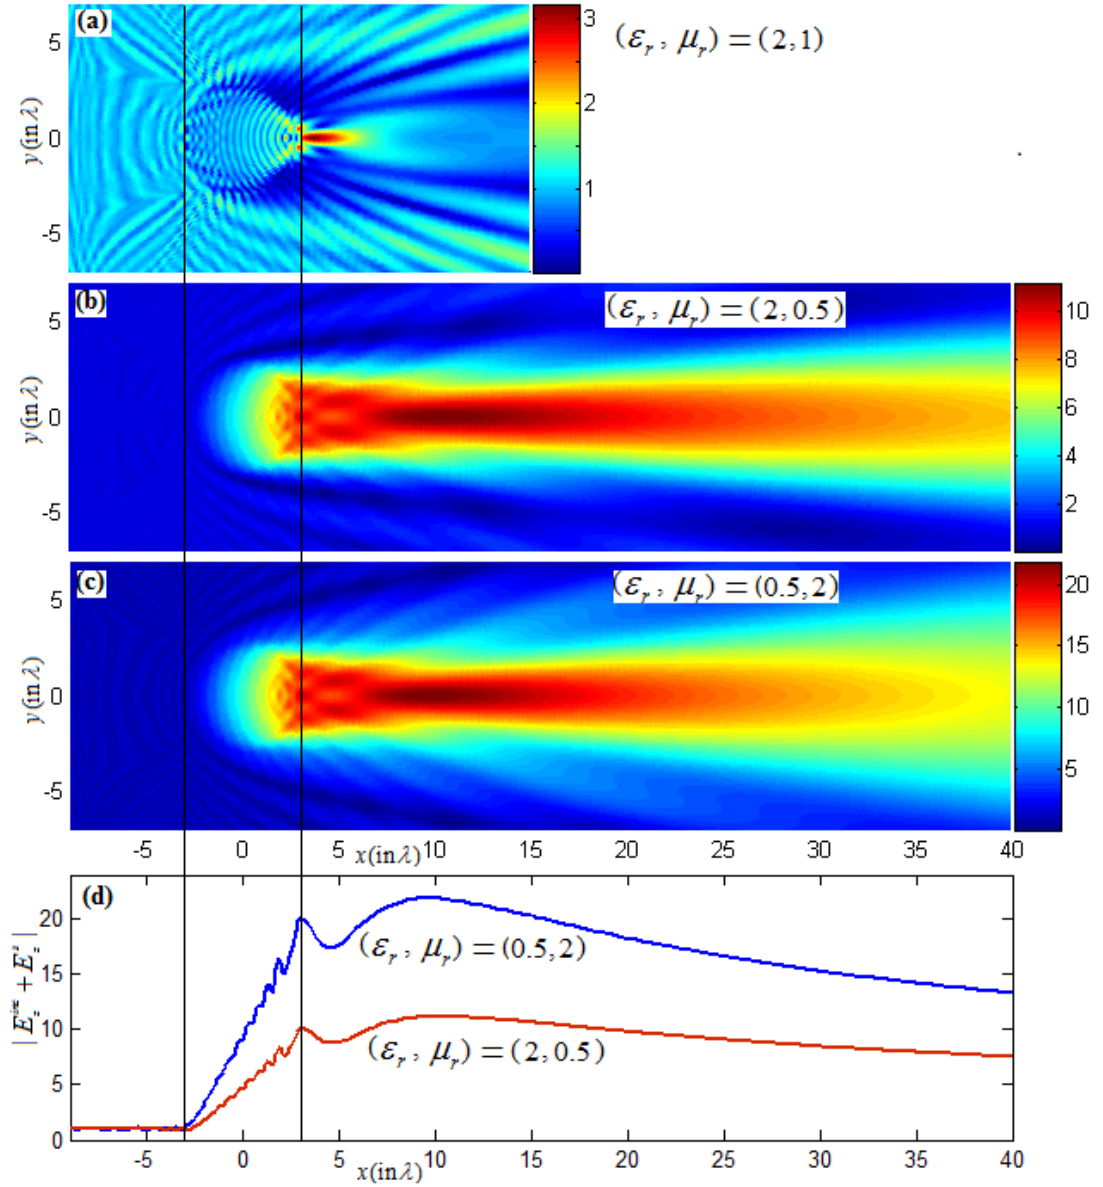 (a)
5
0
-5
y(in λ)
3
2
1
(ε_r, μ_r) = (2,1)
(b)
5
0
-5
y(in λ)
(ε_r, μ_r) = (2,0.5)
10
8
6
4
2
(c)
5
0
-5
y(in λ)
(ε_r, μ_r) = (0.5,2)
20
15
10
5
-5 0 5 10 15 20 25 30 35 40
x(in λ)
(d)
20
15
10
5
0
| E_z^{inc} + E_z^s |
(ε_r, μ_r) = (0.5,2)
(ε_r, μ_r) = (2,0.5)
-5 0 5 10 15 20 25 30 35 40
x(in λ)